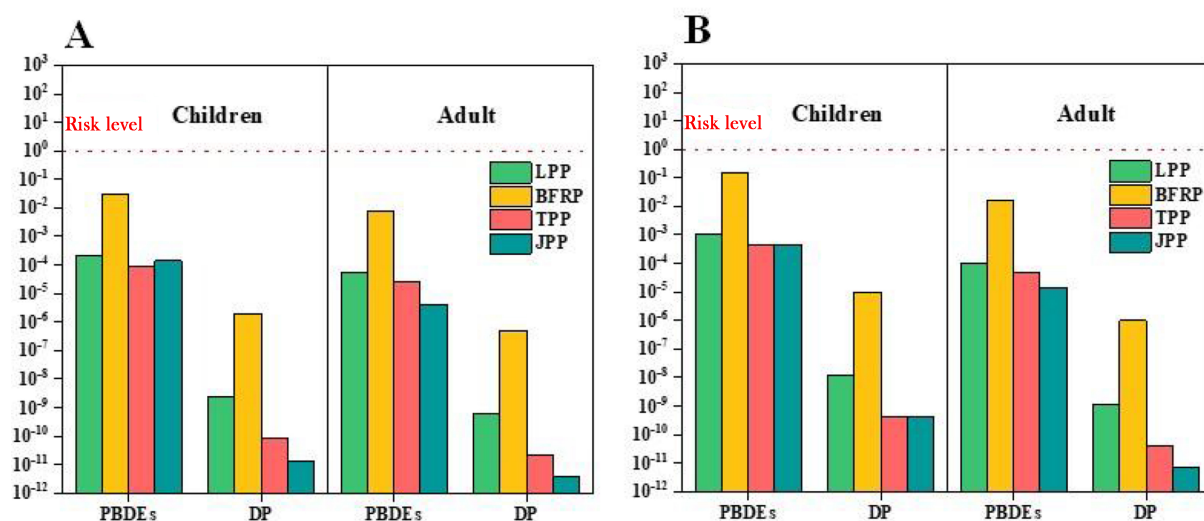 A
10³
10²
10¹
10⁰
10⁻¹
10⁻²
10⁻³
10⁻⁴
10⁻⁵
10⁻⁶
10⁻⁷
10⁻⁸
10⁻⁹
10⁻¹⁰
10⁻¹¹
10⁻¹²
Risk level
Children
Adult
LPP
BFRP
TPP
JPP
PBDEs DP PBDEs DP
B
10³
10²
10¹
10⁰
10⁻¹
10⁻²
10⁻³
10⁻⁴
10⁻⁵
10⁻⁶
10⁻⁷
10⁻⁸
10⁻⁹
10⁻¹⁰
10⁻¹¹
10⁻¹²
Risk level
Children
Adult
LPP
BFRP
TPP
JPP
PBDEs DP PBDEs DP